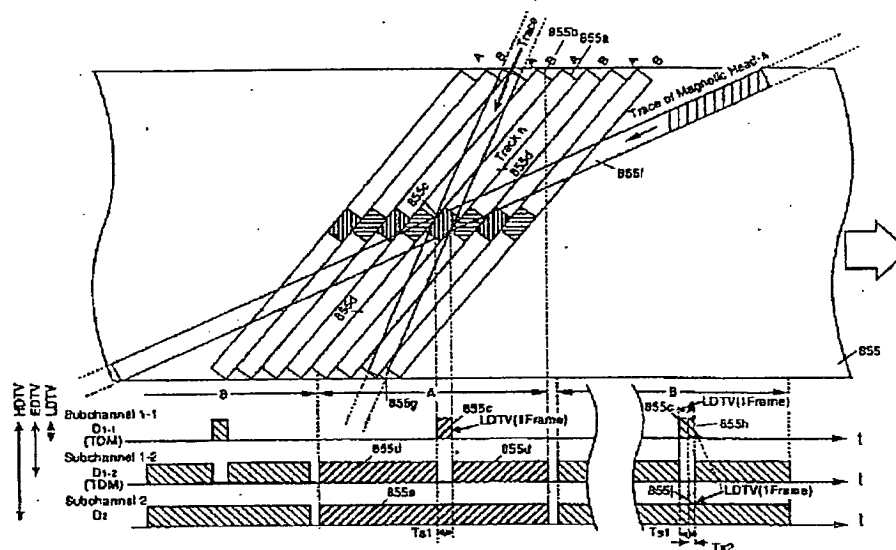 855b
855a
A
B
A
B
A
B
A
B
Trace
Trace of Magnetic Head A
Track A
855c
855d
855f
855d
855
855g
B
A
B
HDTV
EDTV
LDTV
Subchannel 1-1
D1-1
(TDM)
855c
LDTV(1Frame)
LDTV(1Frame)
855c
855h
t
Subchannel 1-2
D1-2
(TDM)
855d
855d
855j
LDTV(1Frame)
t
Subchannel 2
D2
855e
t
Ts1
Ts1
Ts2